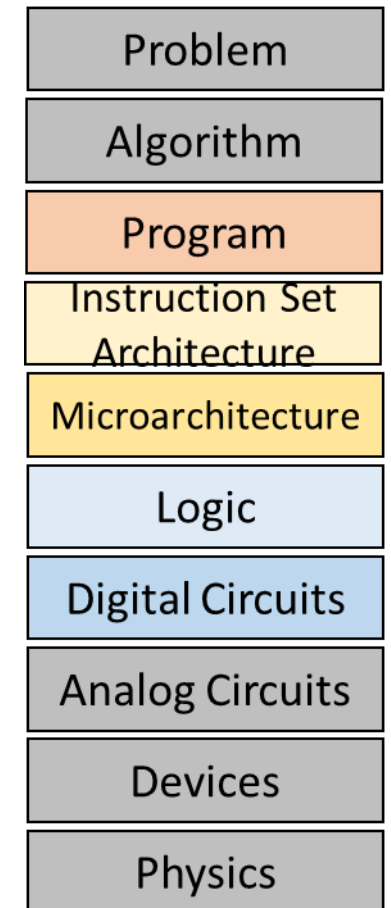 Problem
Algorithm
Program
Instruction Set
Architecture
Microarchitecture
Logic
Digital Circuits
Analog Circuits
Devices
Physics